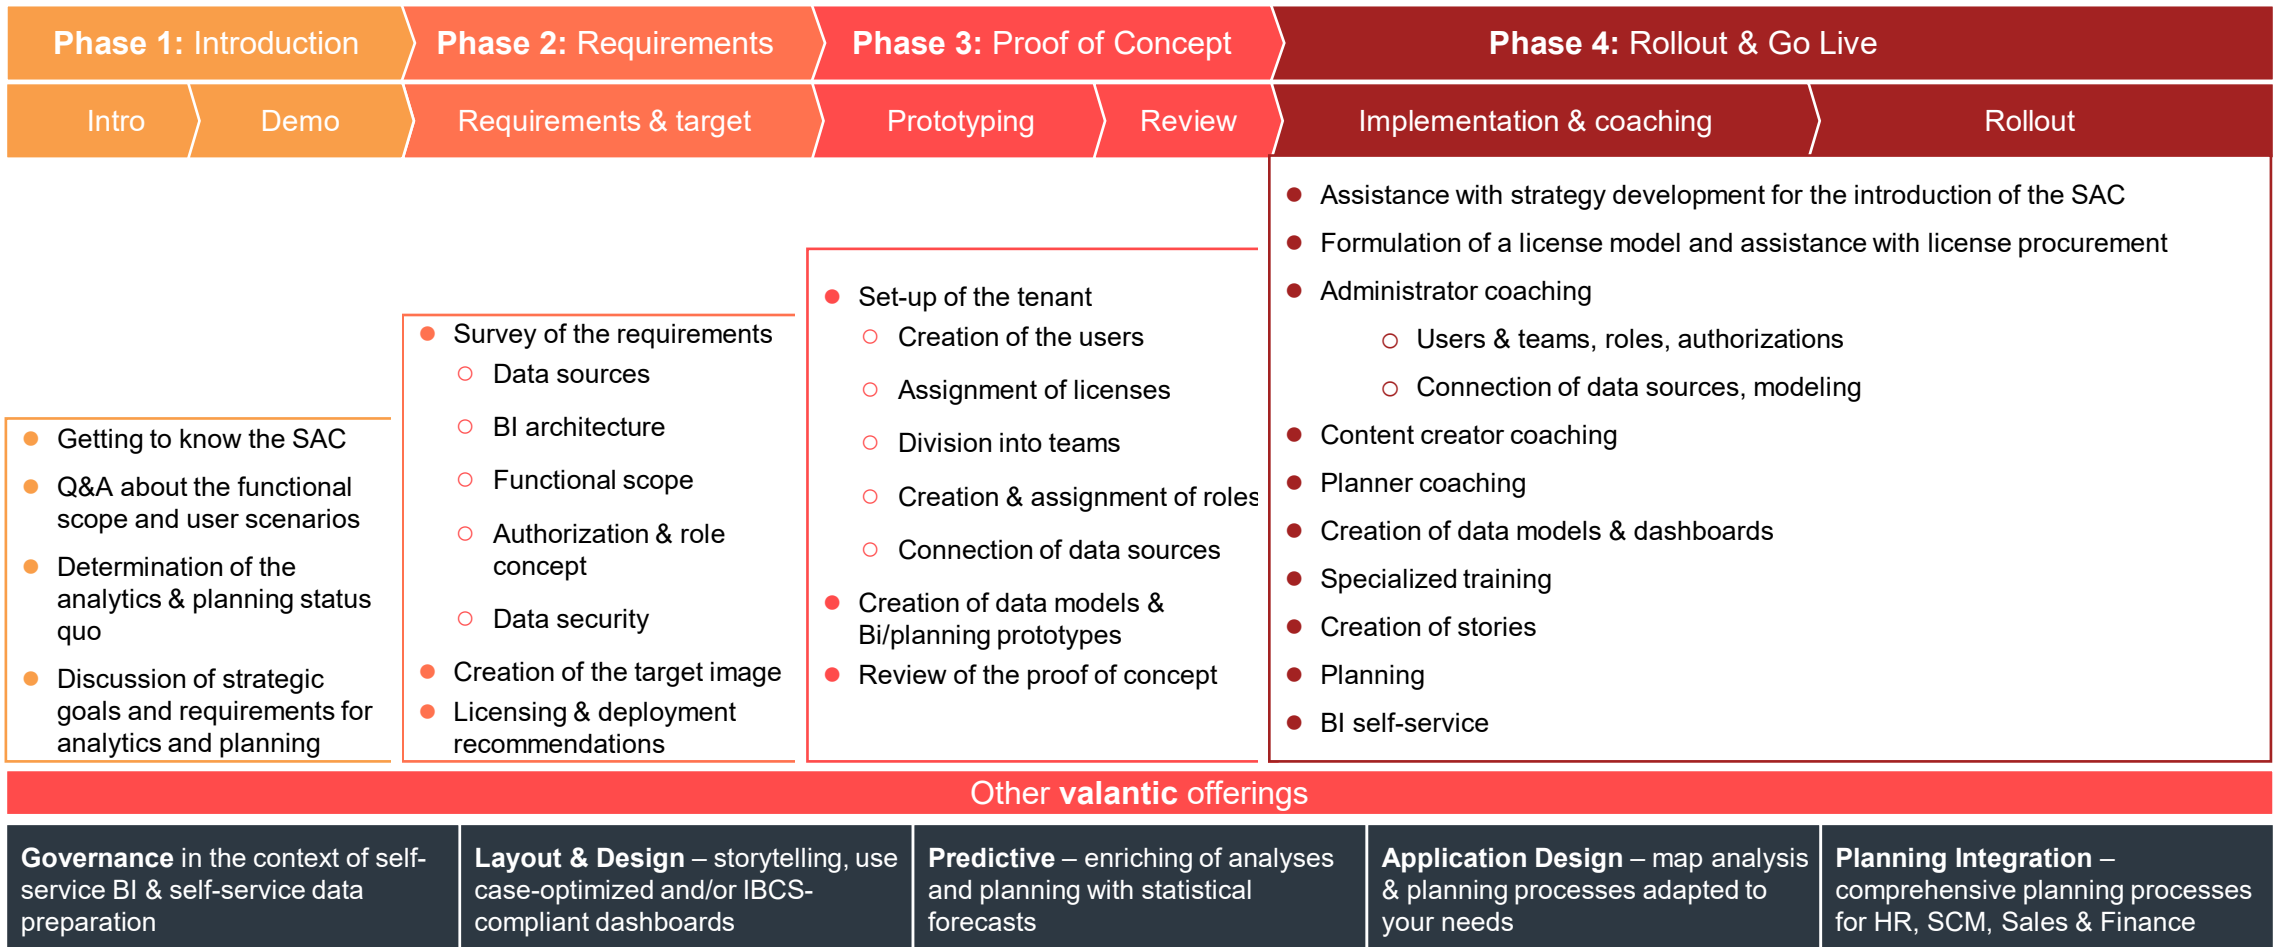 Phase 1: Introduction
Phase 2: Requirements
Phase 3: Proof of Concept
Phase 4: Rollout & Go Live
Intro
Demo
Requirements & target
Prototyping
Review
Implementation & coaching
Rollout
Getting to know the SAC
Q&A about the functional
scope and user scenarios
Determination of the
analytics & planning status
quo
Discussion of strategic
goals and requirements for
analytics and planning
Survey of the requirements
Data sources
BI architecture
Functional scope
Authorization & role
concept
Data security
Creation of the target image
Licensing & deployment
recommendations
Set-up of the tenant
Creation of the users
Assignment of licenses
Division into teams
Creation & assignment of roles
Connection of data sources
Creation of data models &
Bi/planning prototypes
Review of the proof of concept
Assistance with strategy development for the introduction of the SAC
Formulation of a license model and assistance with license procurement
Administrator coaching
Users & teams, roles, authorizations
Connection of data sources, modeling
Content creator coaching
Planner coaching
Creation of data models & dashboards
Specialized training
Creation of stories
Planning
BI self-service
Other valantic offerings
Governance in the context of self-
service BI & self-service data
preparation
Layout & Design – storytelling, use
case-optimized and/or IBCS-
compliant dashboards
Predictive – enriching of analyses
and planning with statistical
forecasts
Application Design – map analysis
& planning processes adapted to
your needs
Planning Integration –
comprehensive planning processes
for HR, SCM, Sales & Finance